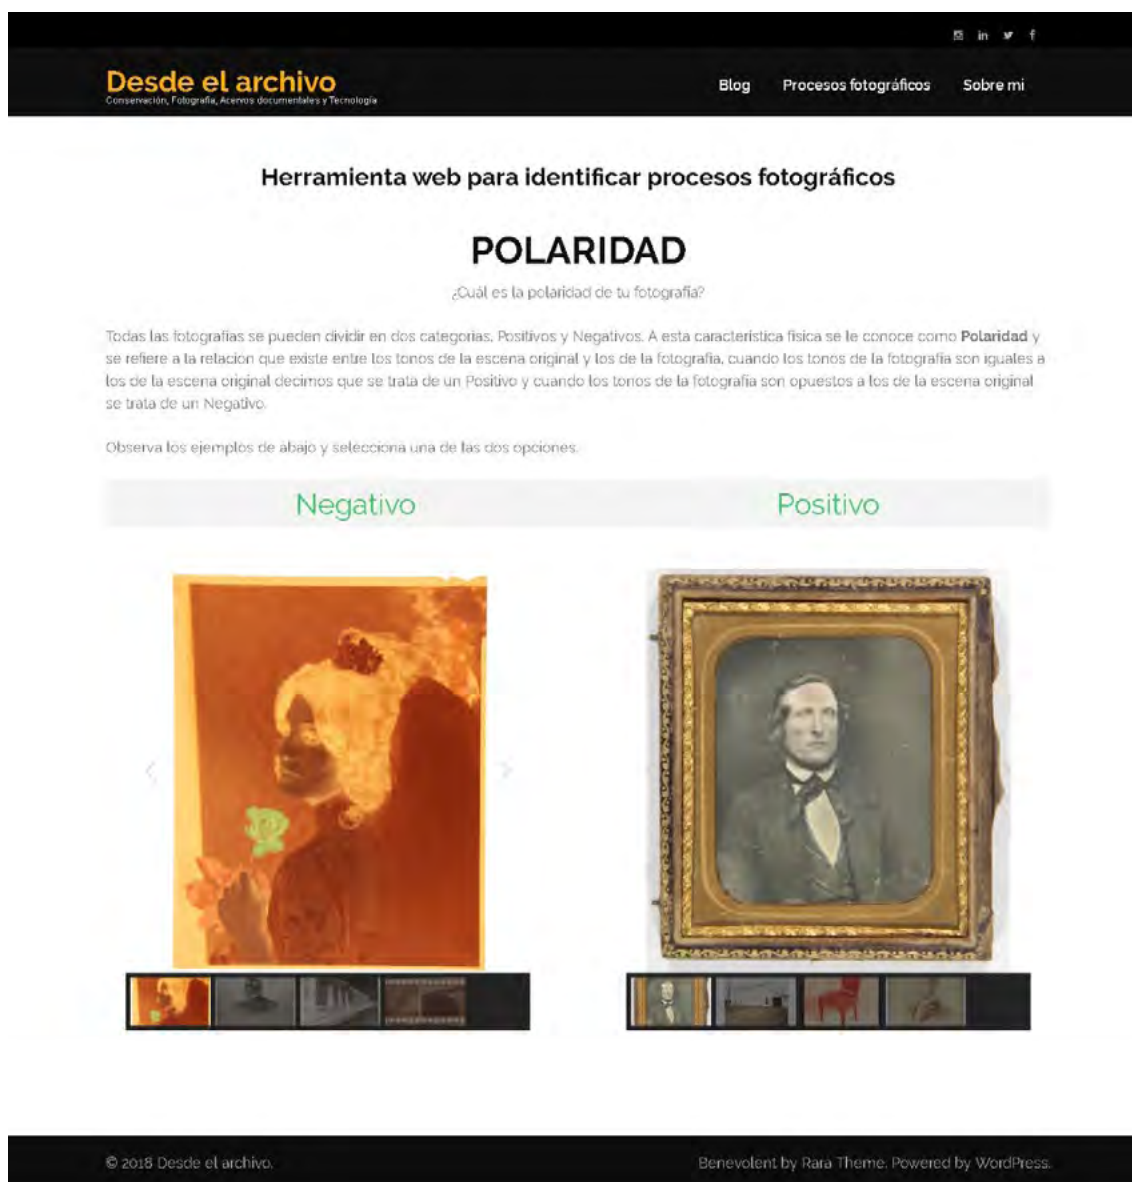 Desde el archivo
Conservación, Fotografía, Acervos documentales y Tecnología
Blog Procesos fotográficos Sobre mi
Herramienta web para identificar procesos fotográficos
POLARIDAD
¿Cuál es la polaridad de tu fotografía?
Todas las fotografías se pueden dividir en dos categorías, Positivos y Negativos. A esta característica física se le conoce como Polaridad y
se refiere a la relación que existe entre los tonos de la escena original y los de la fotografía, cuando los tonos de la fotografía son iguales a
los de la escena original decimos que se trata de un Positivo y cuando los tonos de la fotografía son opuestos a los de la escena original
se trata de un Negativo.
Observa los ejemplos de abajo y selecciona una de las dos opciones.
Negativo Positivo
© 2018 Desde el archivo.
Benevolent by Rara Theme. Powered by WordPress.